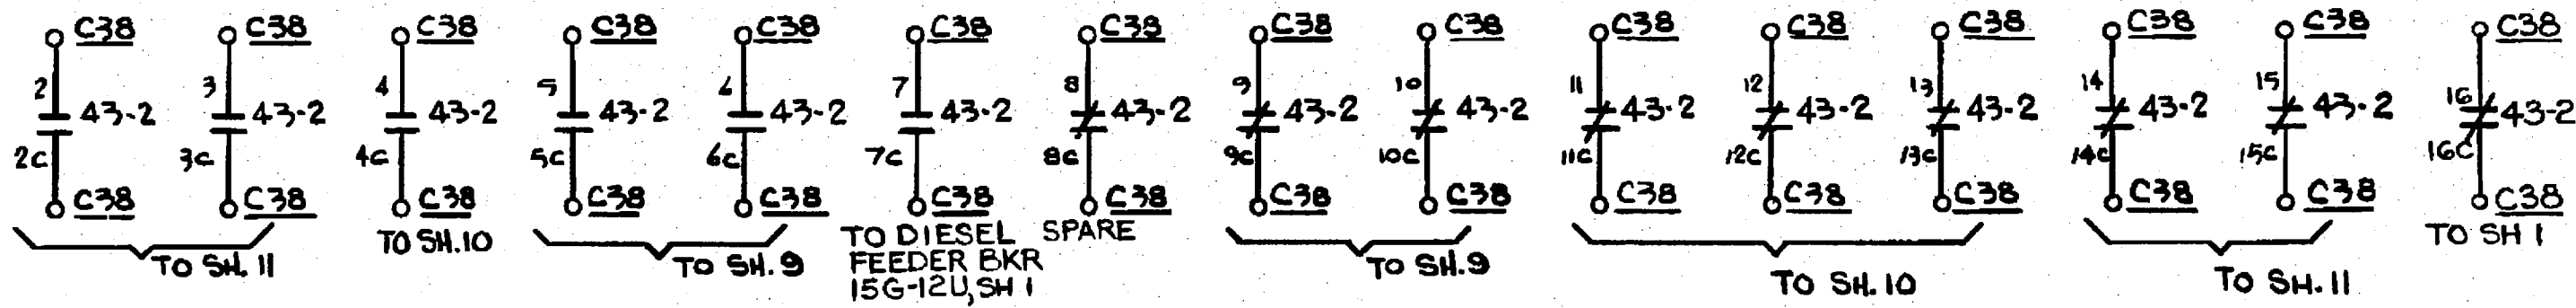 C38 C38 C38 C38 C38 C38 C38 C38 C38 C38 C38 C38 C38 C38 C38
2 3 4 5 6 7 8 9 10 11 12 13 14 15 16
43-2 43-2 43-2 43-2 43-2 43-2 43-2 43-2 43-2 43-2 43-2 43-2 43-2 43-2 43-2
2C 3C 4C 5C 6C 7C 8C 9C 10C 11C 12C 13C 14C 15C 16C
C38 C38 C38 C38 C38 C38 C38 C38 C38 C38 C38 C38 C38 C38 C38
TO SH. 11
TO SH. 10
TO SH. 9
TO DIESEL
FEEDER BKR
15G-12U, SH 1
SPARE
TO SH. 9
TO SH. 10
TO SH. 11
TO SH 1